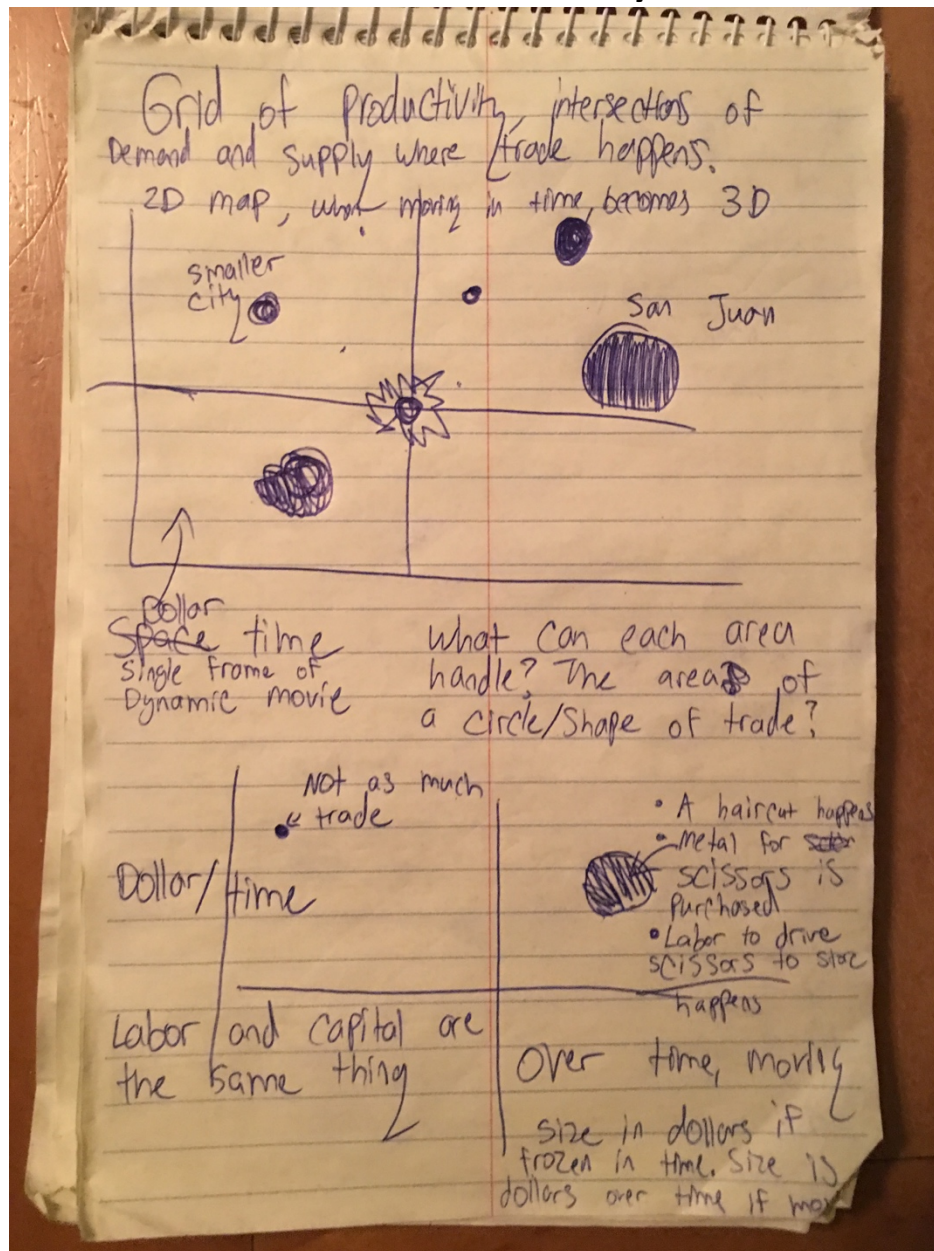 Grid of Productivity, intersections of
Demand and supply where trade happens.
2D map, when moving in time, becomes 3D
smaller
city
San Juan
Dollar
Space time
single frame of
Dynamic movie
what can each area
handle? The areas of
a circle/shape of trade?
Not as much
trade
Dollar/time
• A haircut happens
• Metal for
scissors is
purchased
• Labor to drive
scissors to store
happens
Labor and capital are
the same thing
Over time, moving
size in dollars if
frozen in time. Size is
dollars over time if